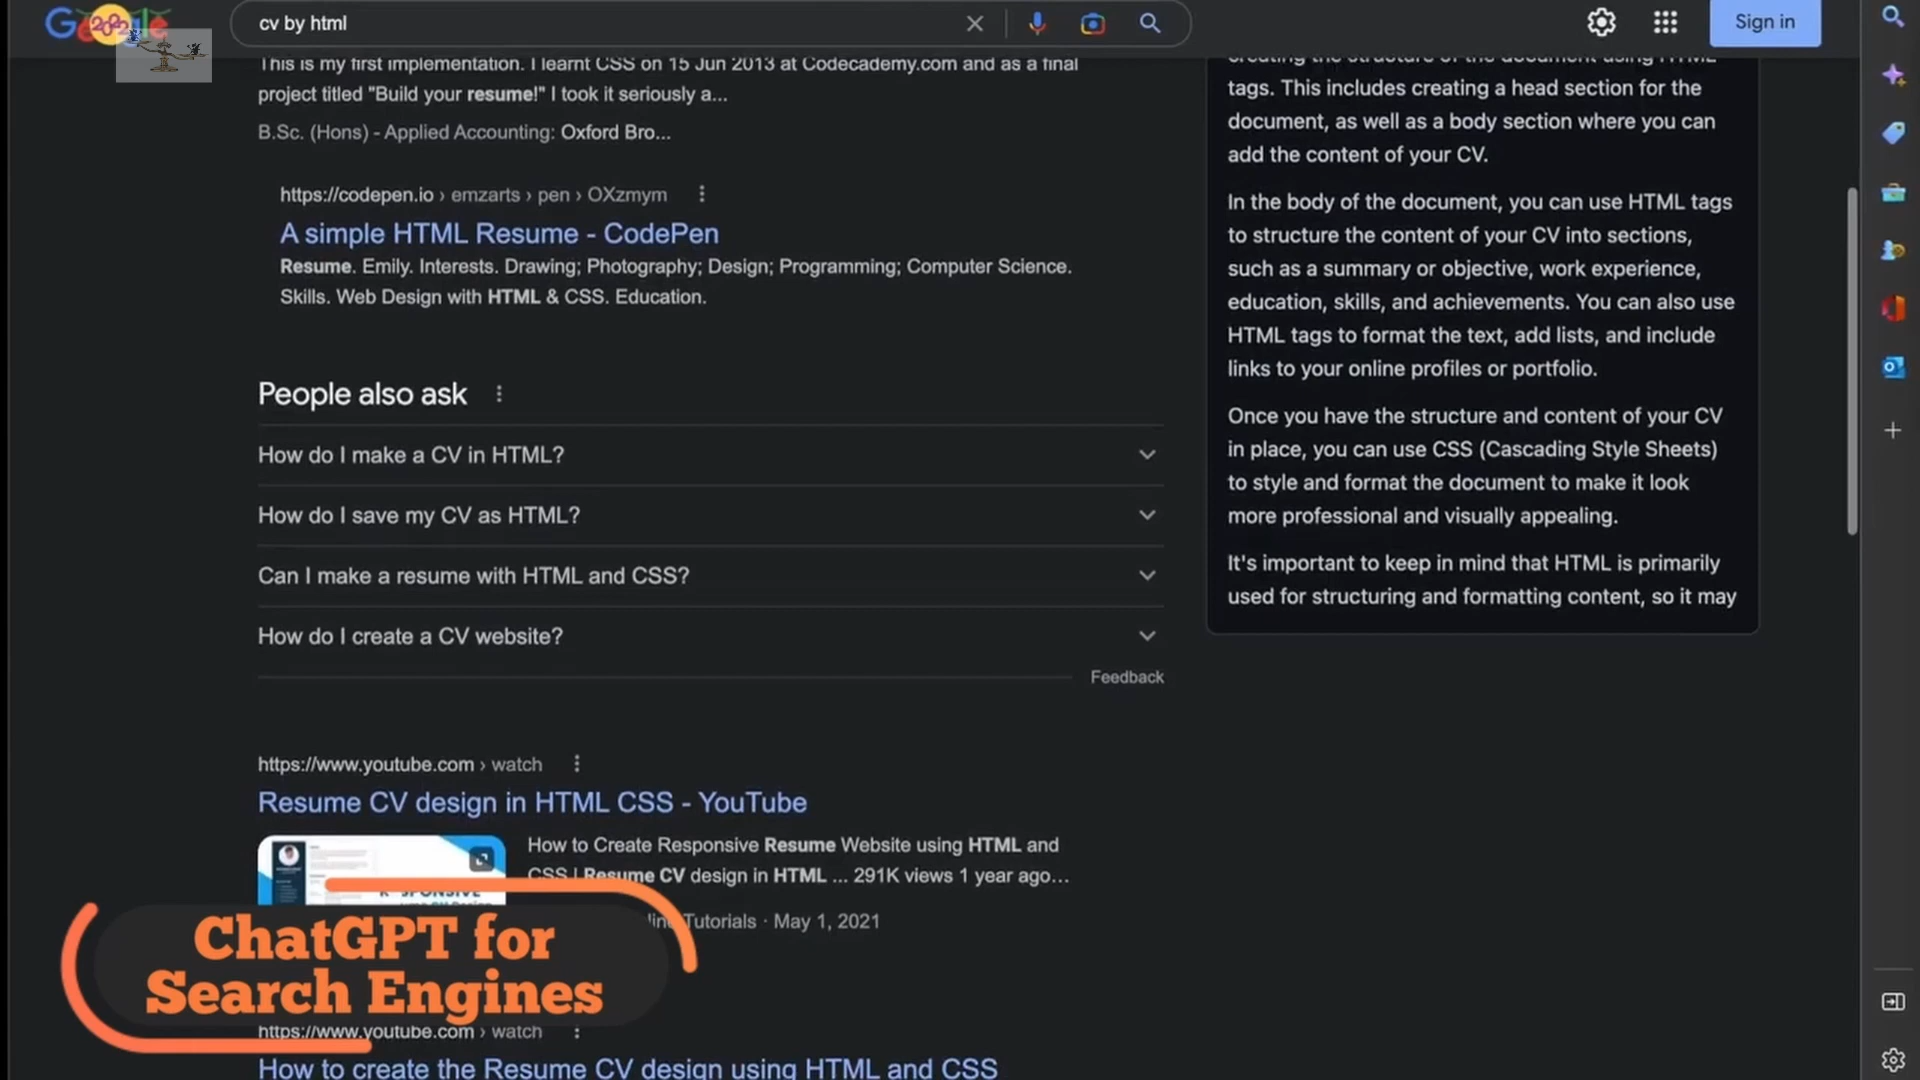 Google
2022
cv by html
Sign in
This is my first implementation. I learnt CSS on 15 Jun 2013 at Codecademy.com and as a final
project titled "Build your resume!" I took it seriously a...
B.Sc. (Hons) - Applied Accounting: Oxford Bro...
https://codepen.io › emzarts › pen › OXzmym
A simple HTML Resume - CodePen
Resume. Emily. Interests. Drawing; Photography; Design; Programming; Computer Science.
Skills. Web Design with HTML & CSS. Education.
People also ask
How do I make a CV in HTML?
How do I save my CV as HTML?
Can I make a resume with HTML and CSS?
How do I create a CV website?
Feedback
https://www.youtube.com › watch
Resume CV design in HTML CSS - YouTube
How to Create Responsive Resume Website using HTML and
CSS | Resume CV design in HTML ... 291K views 1 year ago...
Tutorials · May 1, 2021
https://www.youtube.com › watch
How to create the Resume CV design using HTML and CSS
creating the structure of the document using HTML
tags. This includes creating a head section for the
document, as well as a body section where you can
add the content of your CV.
In the body of the document, you can use HTML tags
to structure the content of your CV into sections,
such as a summary or objective, work experience,
education, skills, and achievements. You can also use
HTML tags to format the text, add lists, and include
links to your online profiles or portfolio.
Once you have the structure and content of your CV
in place, you can use CSS (Cascading Style Sheets)
to style and format the document to make it look
more professional and visually appealing.
It's important to keep in mind that HTML is primarily
used for structuring and formatting content, so it may
ChatGPT for
Search Engines